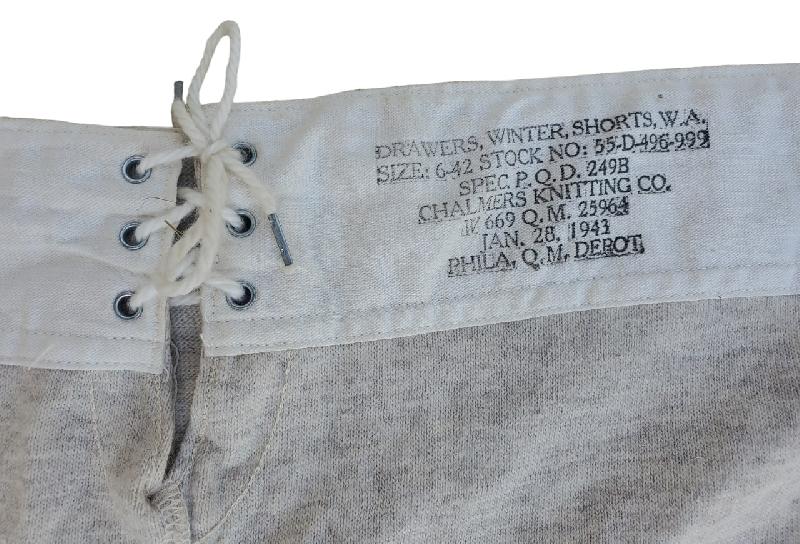 DRAWERS, WINTER, SHORTS, W.A.
SIZE: 6-42 STOCK NO: 55-D-496-999
SPEC P. Q. D. 249B
CHALMERS KNITTING CO.
W 669 Q. M. 25964
JAN. 28, 1943
PHILA, Q. M. DEPOT